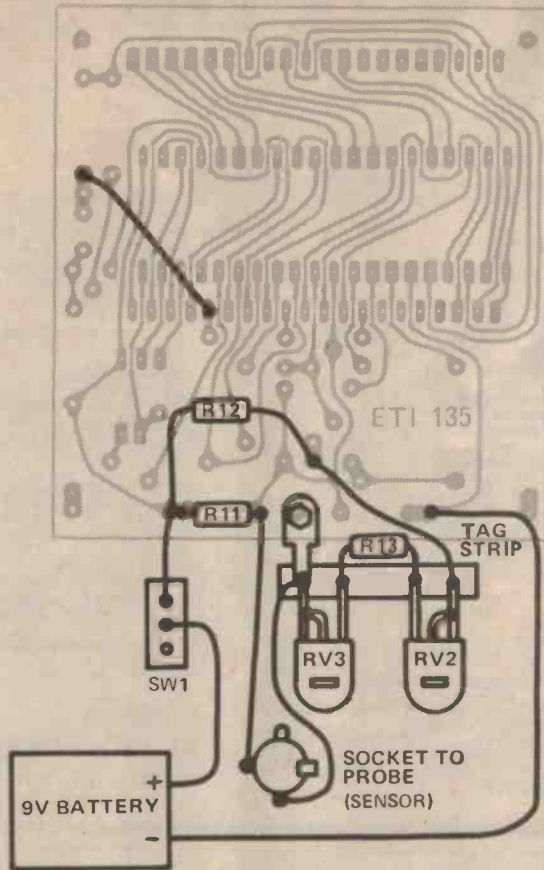 R12
ETI 135
R11
TAG
STRIP
R13
RV3
RV2
SW1
SOCKET TO
PROBE
(SENSOR)
+
9V BATTERY
-